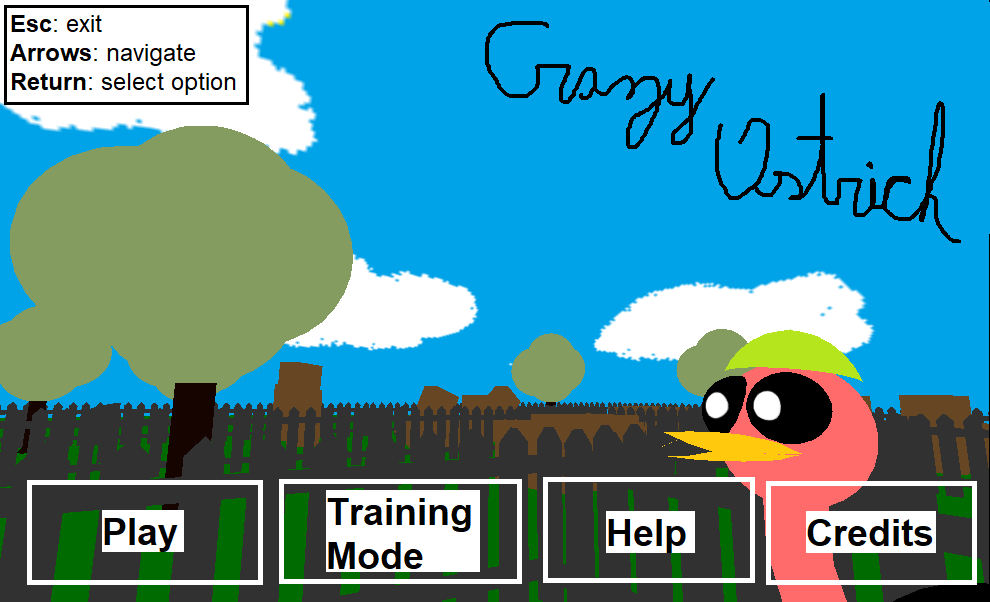 Esc: exit
Arrows: navigate
Return: select option
Crazy
Ostrich
Play
Training
Mode
Help
Credits